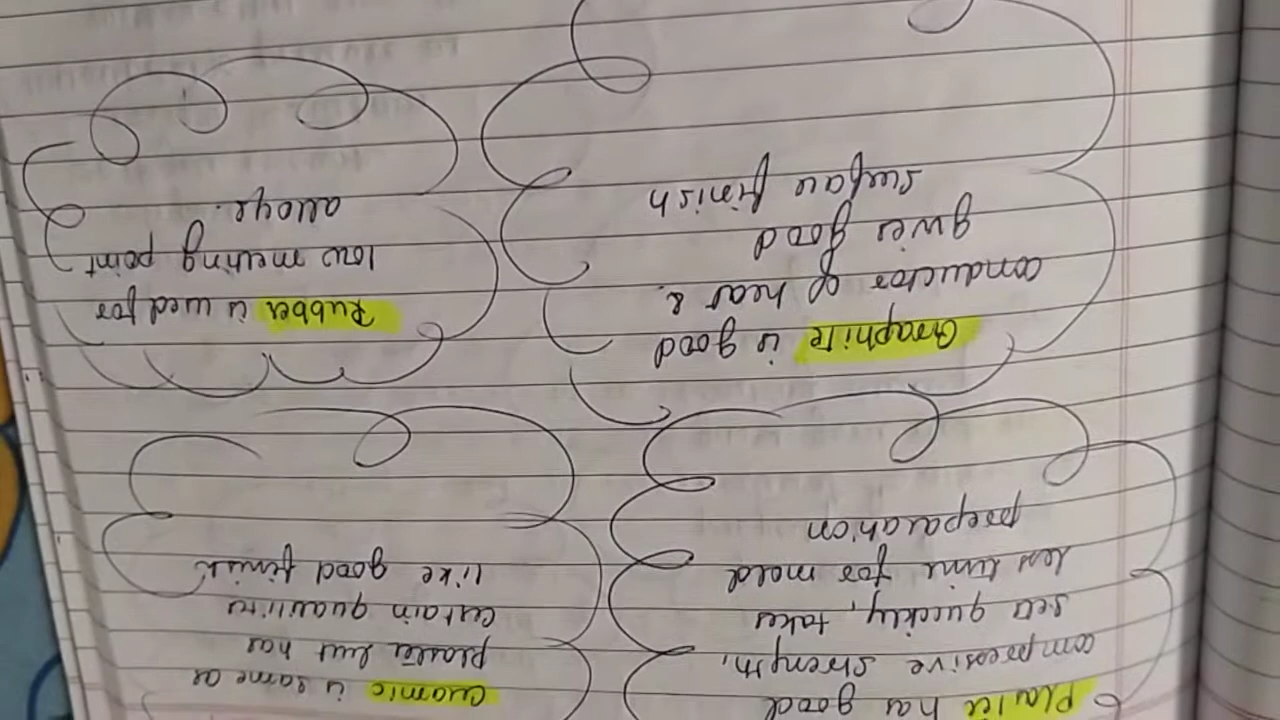 Plaster has good
compressive strength,
sets quickly, takes
less time for mold
preparation
Ceramic is same as
plaster but has
certain qualities
like good finish
Graphite is good
conductor of heat &
gives good
surface finish
Rubber is used for
low melting point
alloys.